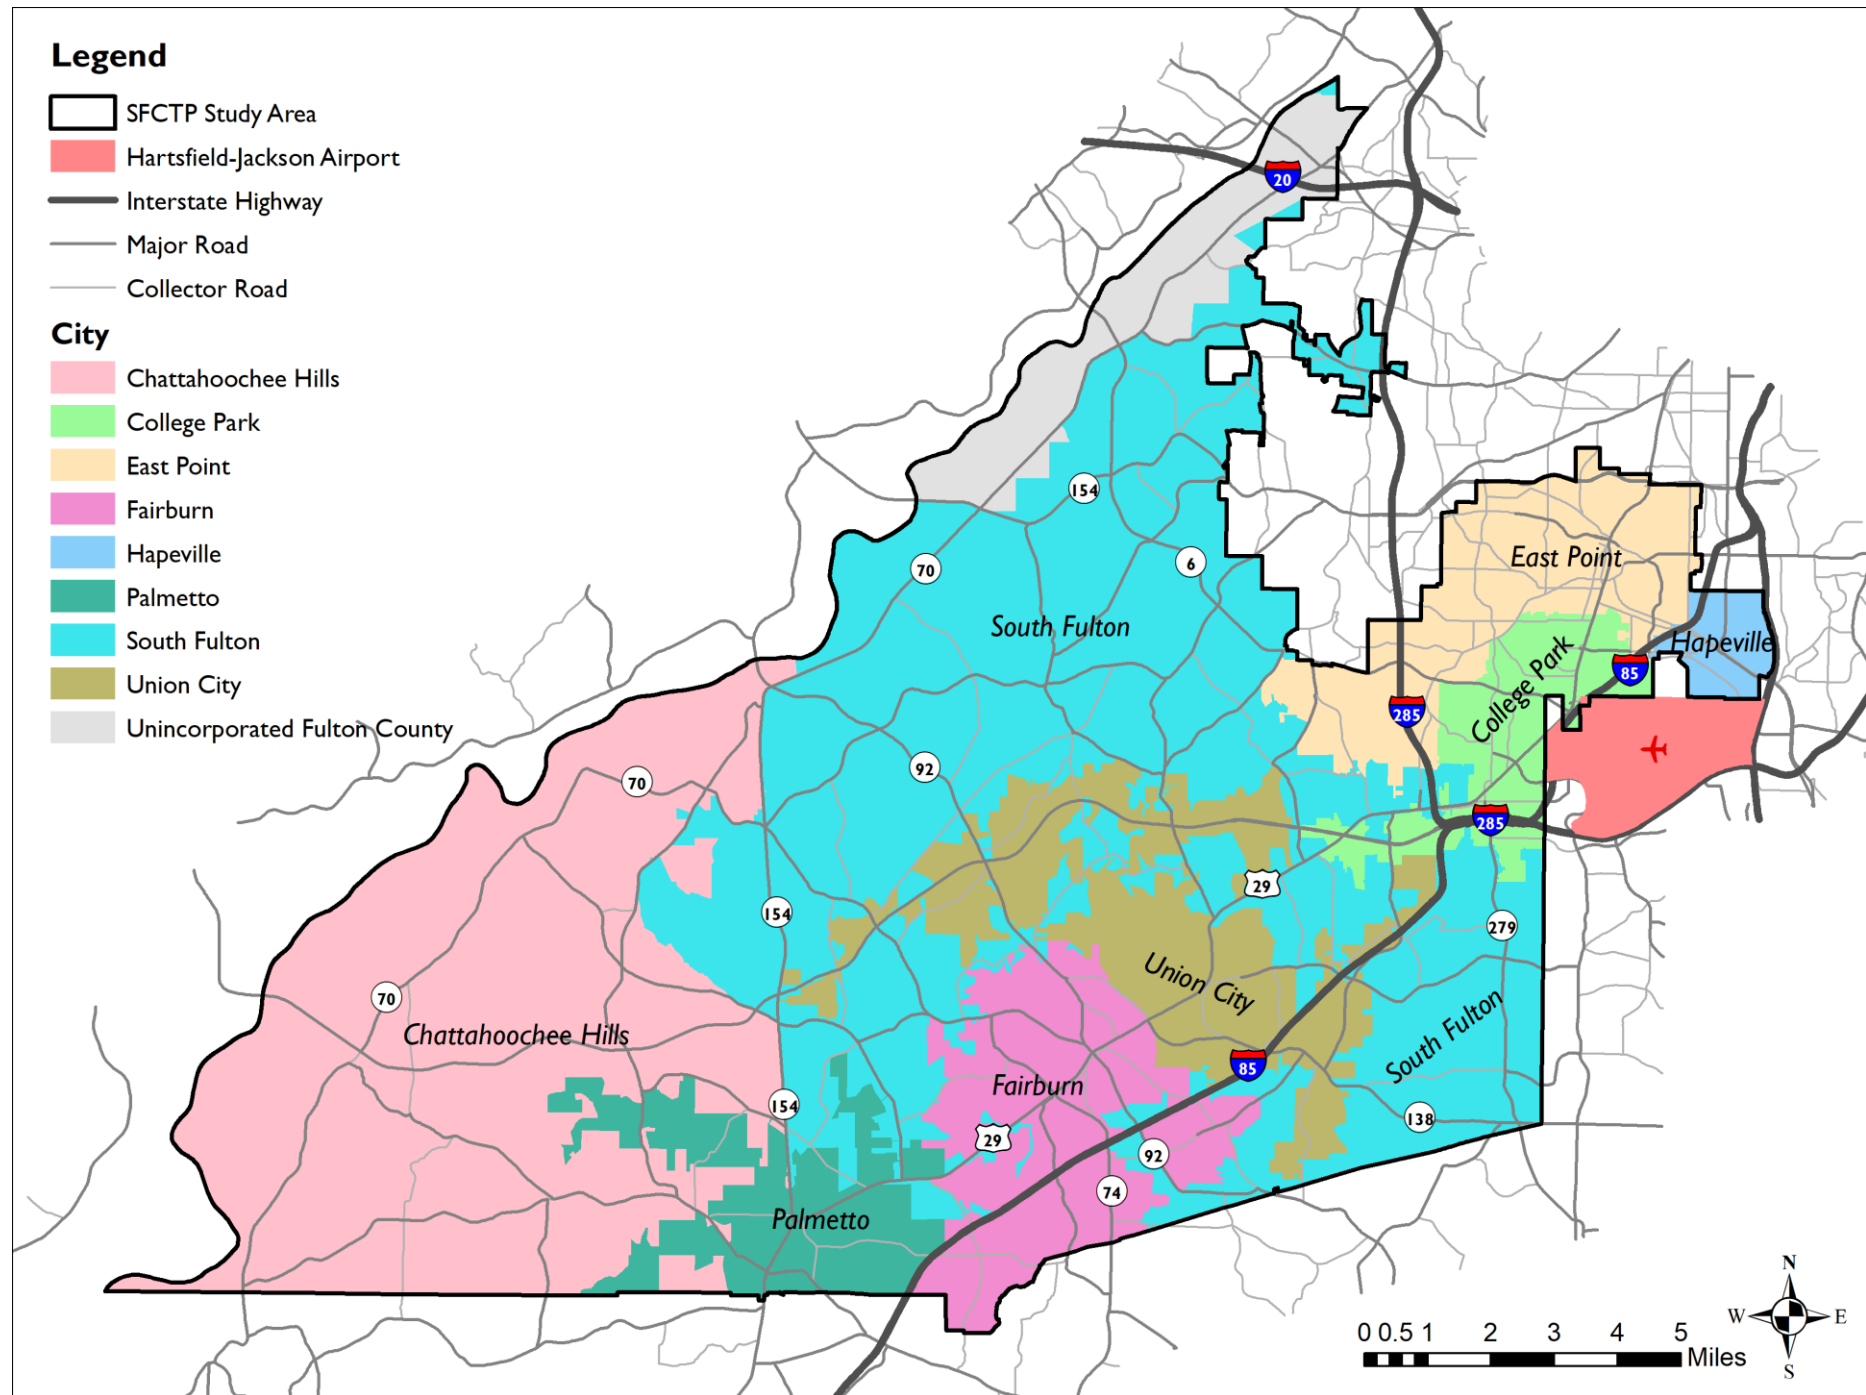 Legend
SFCTP Study Area
Hartsfield-Jackson Airport
Interstate Highway
Major Road
Collector Road
City
Chattahoochee Hills
College Park
East Point
Fairburn
Hapeville
Palmetto
South Fulton
Union City
Unincorporated Fulton County
20
154
70
6
East Point
South Fulton
Hapeville
College Park
85
285
70
92
285
29
154
279
70
Union City
Chattahoochee Hills
South Fulton
85
Fairburn
154
138
29
92
74
Palmetto
N
W
E
S
0 0.5 1 2 3 4 5
Miles